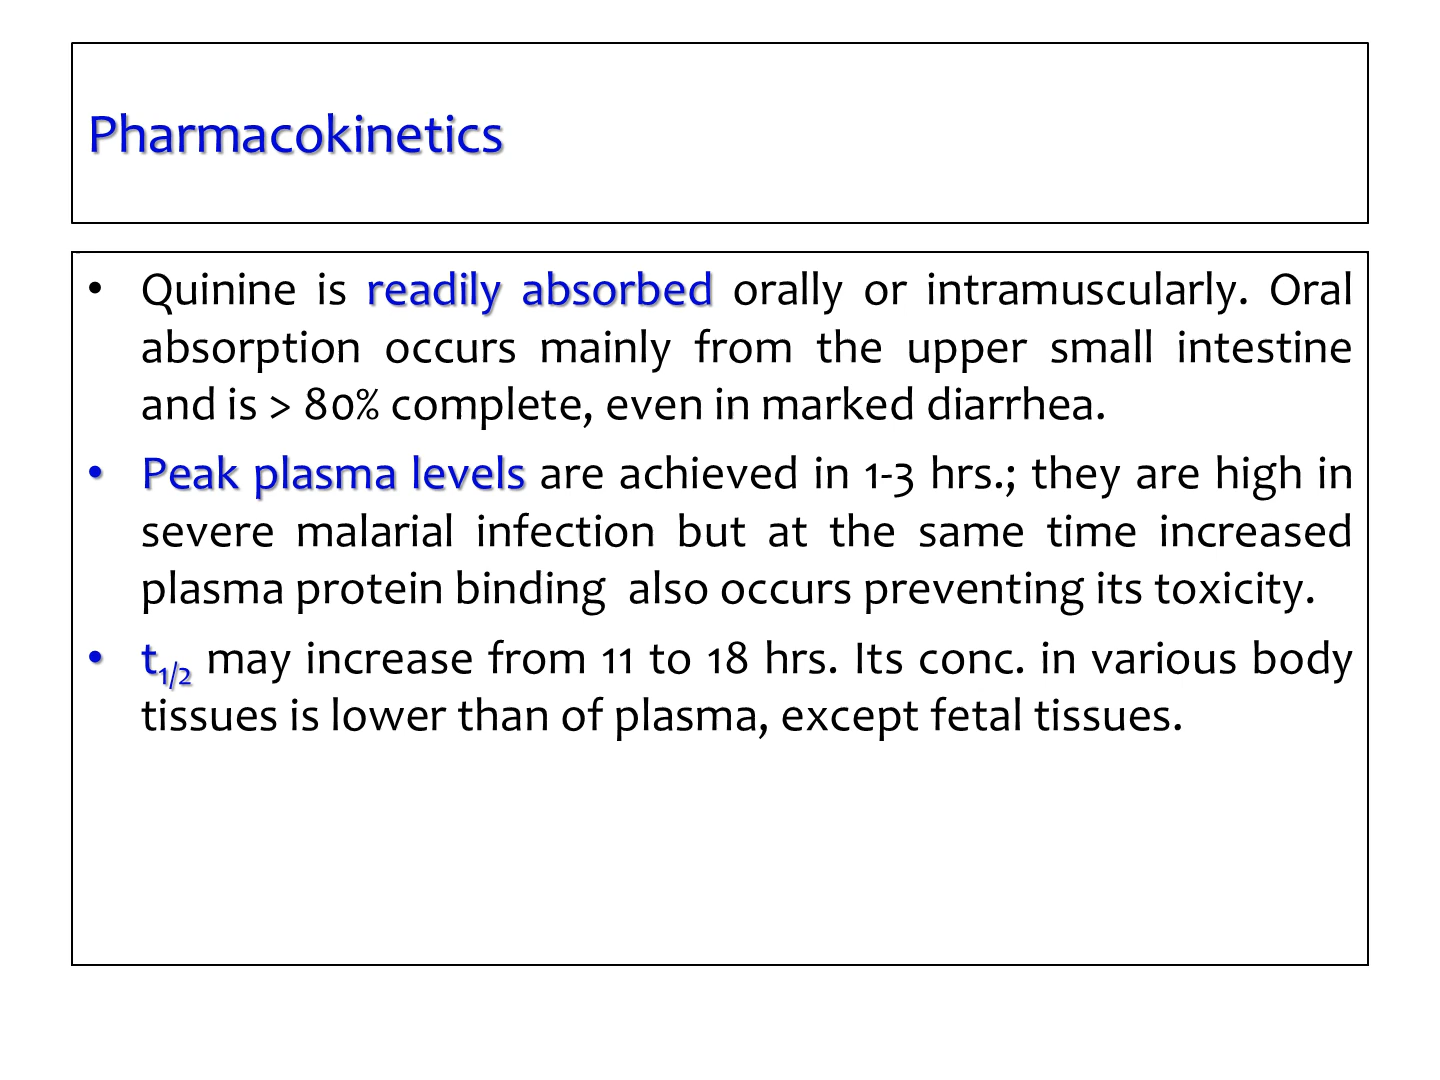 Pharmacokinetics
• Quinine is readily absorbed orally or intramuscularly. Oral
absorption occurs mainly from the upper small intestine
and is > 80% complete, even in marked diarrhea.
• Peak plasma levels are achieved in 1-3 hrs.; they are high in
severe malarial infection but at the same time increased
plasma protein binding  also occurs preventing its toxicity.
• t1/2 may increase from 11 to 18 hrs. Its conc. in various body
tissues is lower than of plasma, except fetal tissues.